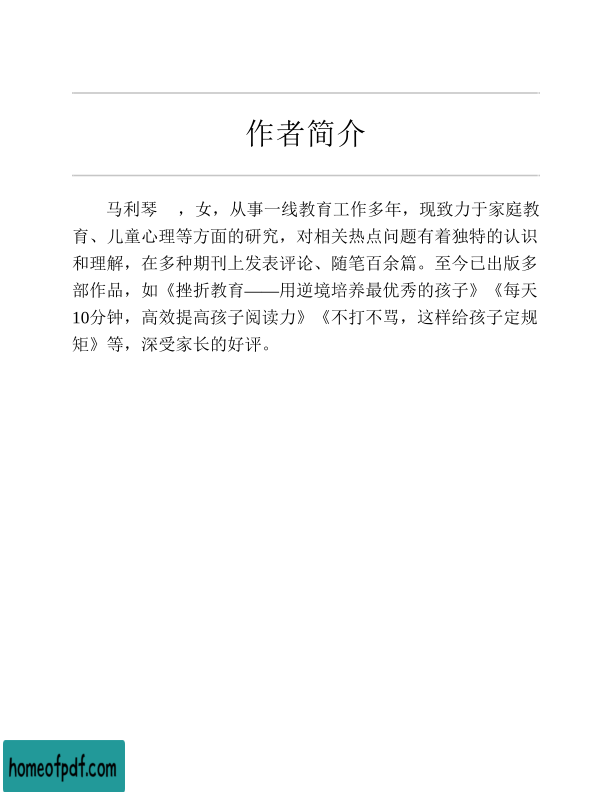 作者简介
马利琴 ，女，从事一线教育工作多年，现致力于家庭教
育、儿童心理等方面的研究，对相关热点问题有着独特的认识
和理解，在多种期刊上发表评论、随笔百余篇。至今已出版多
部作品，如《挫折教育——用逆境培养最优秀的孩子》《每天
10分钟，高效提高孩子阅读力》《不打不骂，这样给孩子定规
矩》等，深受家长的好评。
homeofpdf.com